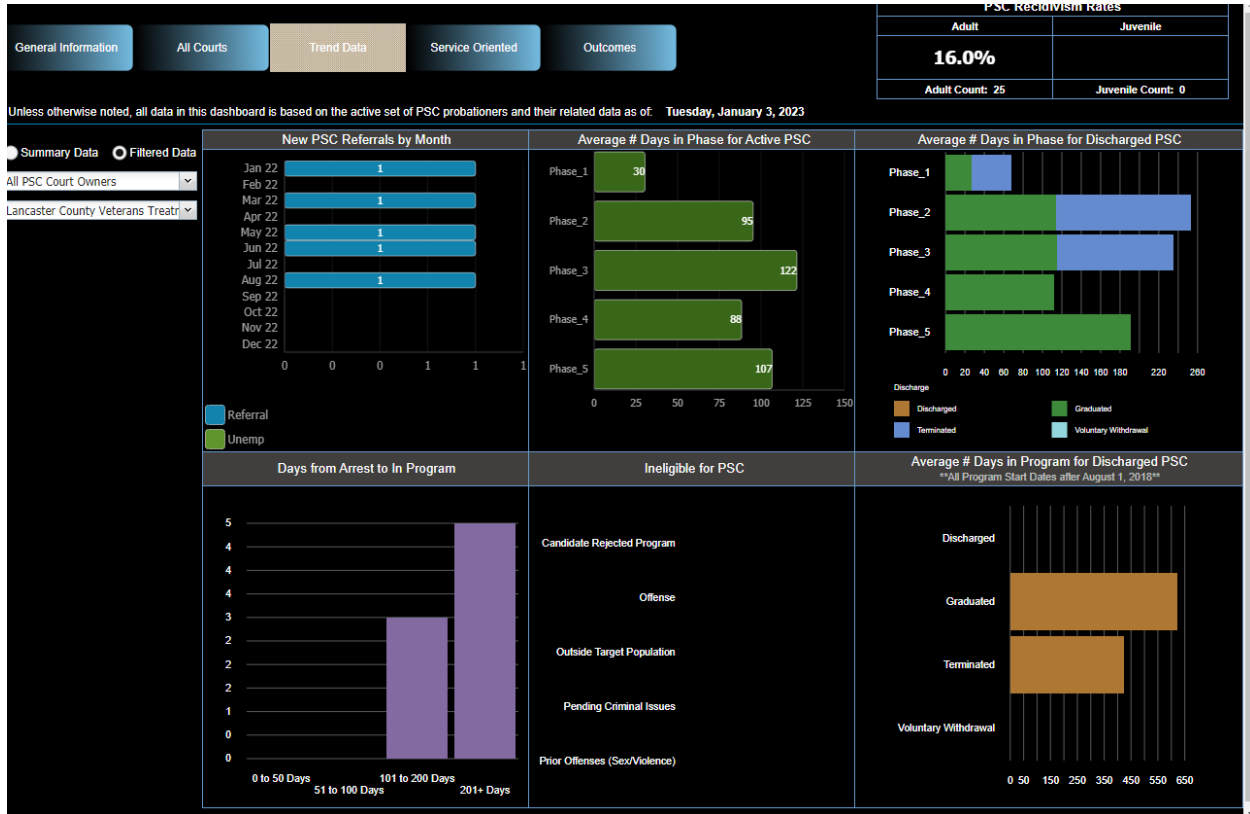 PSC Recidivism Rates
Adult Juvenile
16.0%
Adult Count: 25 Juvenile Count: 0
General Information All Courts Trend Data Service Oriented Outcomes
Unless otherwise noted, all data in this dashboard is based on the active set of PSC probationers and their related data as of: Tuesday, January 3, 2023
Summary Data Filtered Data
All PSC Court Owners
Lancaster County Veterans Treatr
New PSC Referrals by Month
Jan 22 1
Feb 22
Mar 22 1
Apr 22
May 22 1
Jun 22 1
Jul 22
Aug 22 1
Sep 22
Oct 22
Nov 22
Dec 22
0 0 0 1 1 1
Referral
Unemp
Average # Days in Phase for Active PSC
Phase_1 30
Phase_2 95
Phase_3 122
Phase_4 88
Phase_5 107
0 25 50 75 100 125 150
Average # Days in Phase for Discharged PSC
Phase_1
Phase_2
Phase_3
Phase_4
Phase_5
0 20 40 60 80 100 120 140 160 180 220 260
Discharge
Discharged Graduated
Terminated Voluntary Withdrawal
Days from Arrest to In Program
5
4
4
4
3
2
2
2
1
0
0
0 to 50 Days 101 to 200 Days
51 to 100 Days 201+ Days
Ineligible for PSC
Candidate Rejected Program
Offense
Outside Target Population
Pending Criminal Issues
Prior Offenses (Sex/Violence)
Average # Days in Program for Discharged PSC
**All Program Start Dates after August 1, 2018**
Discharged
Graduated
Terminated
Voluntary Withdrawal
0 50 150 250 350 450 550 650